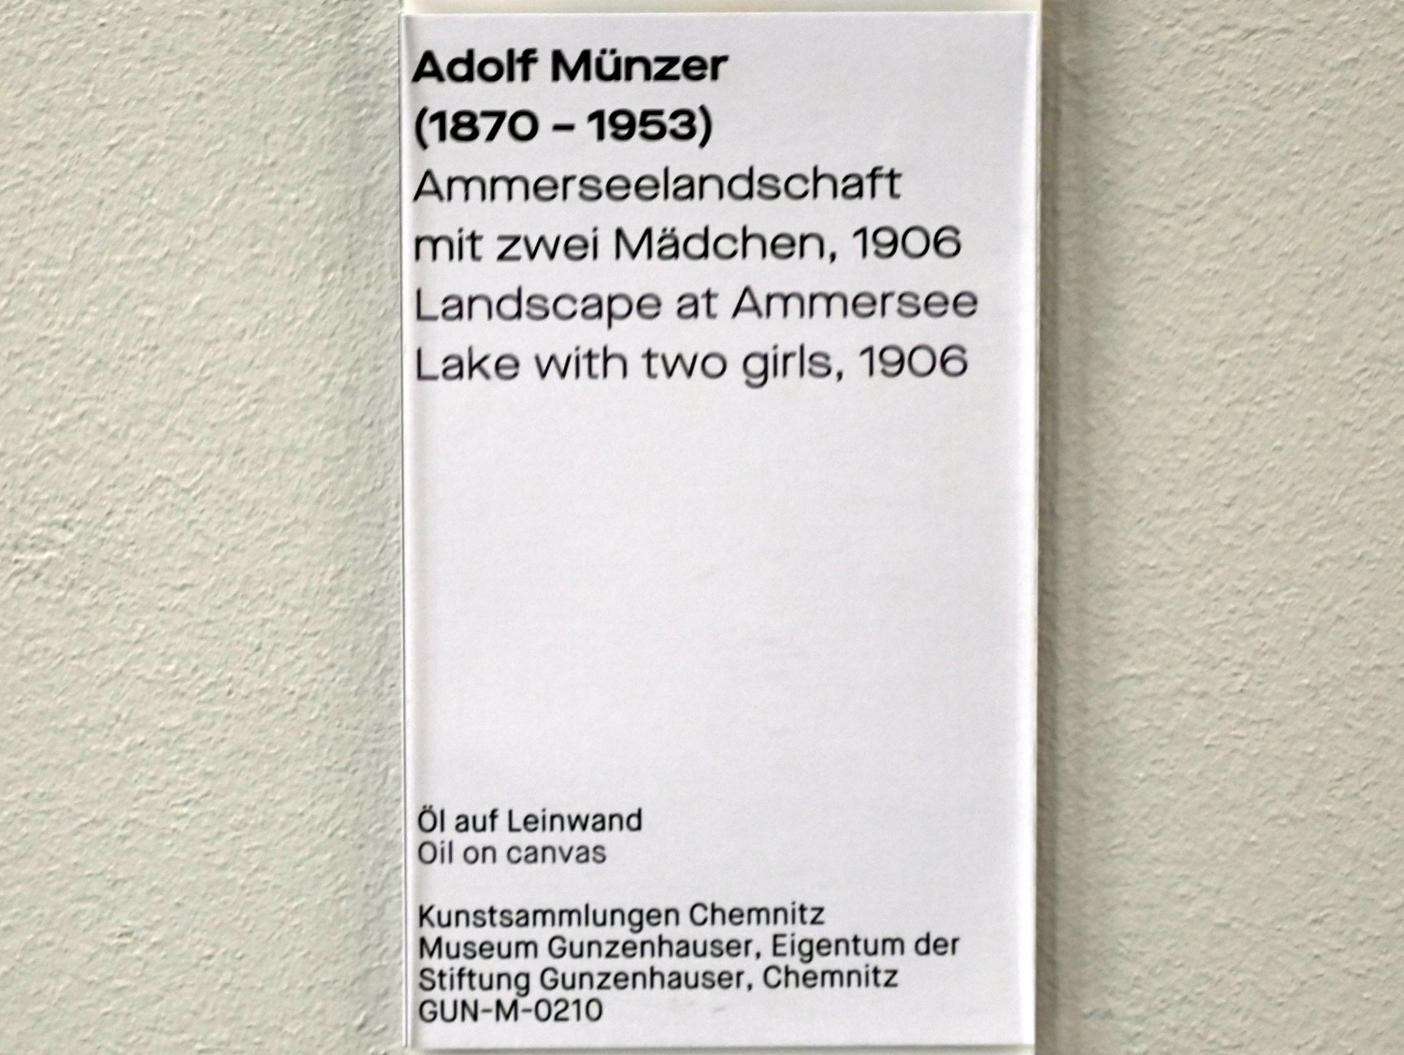 Adolf Münzer
(1870 – 1953)
Ammerseelandschaft
mit zwei Mädchen, 1906
Landscape at Ammersee
Lake with two girls, 1906
Öl auf Leinwand
Oil on canvas
Kunstsammlungen Chemnitz
Museum Gunzenhauser, Eigentum der
Stiftung Gunzenhauser, Chemnitz
GUN-M-0210